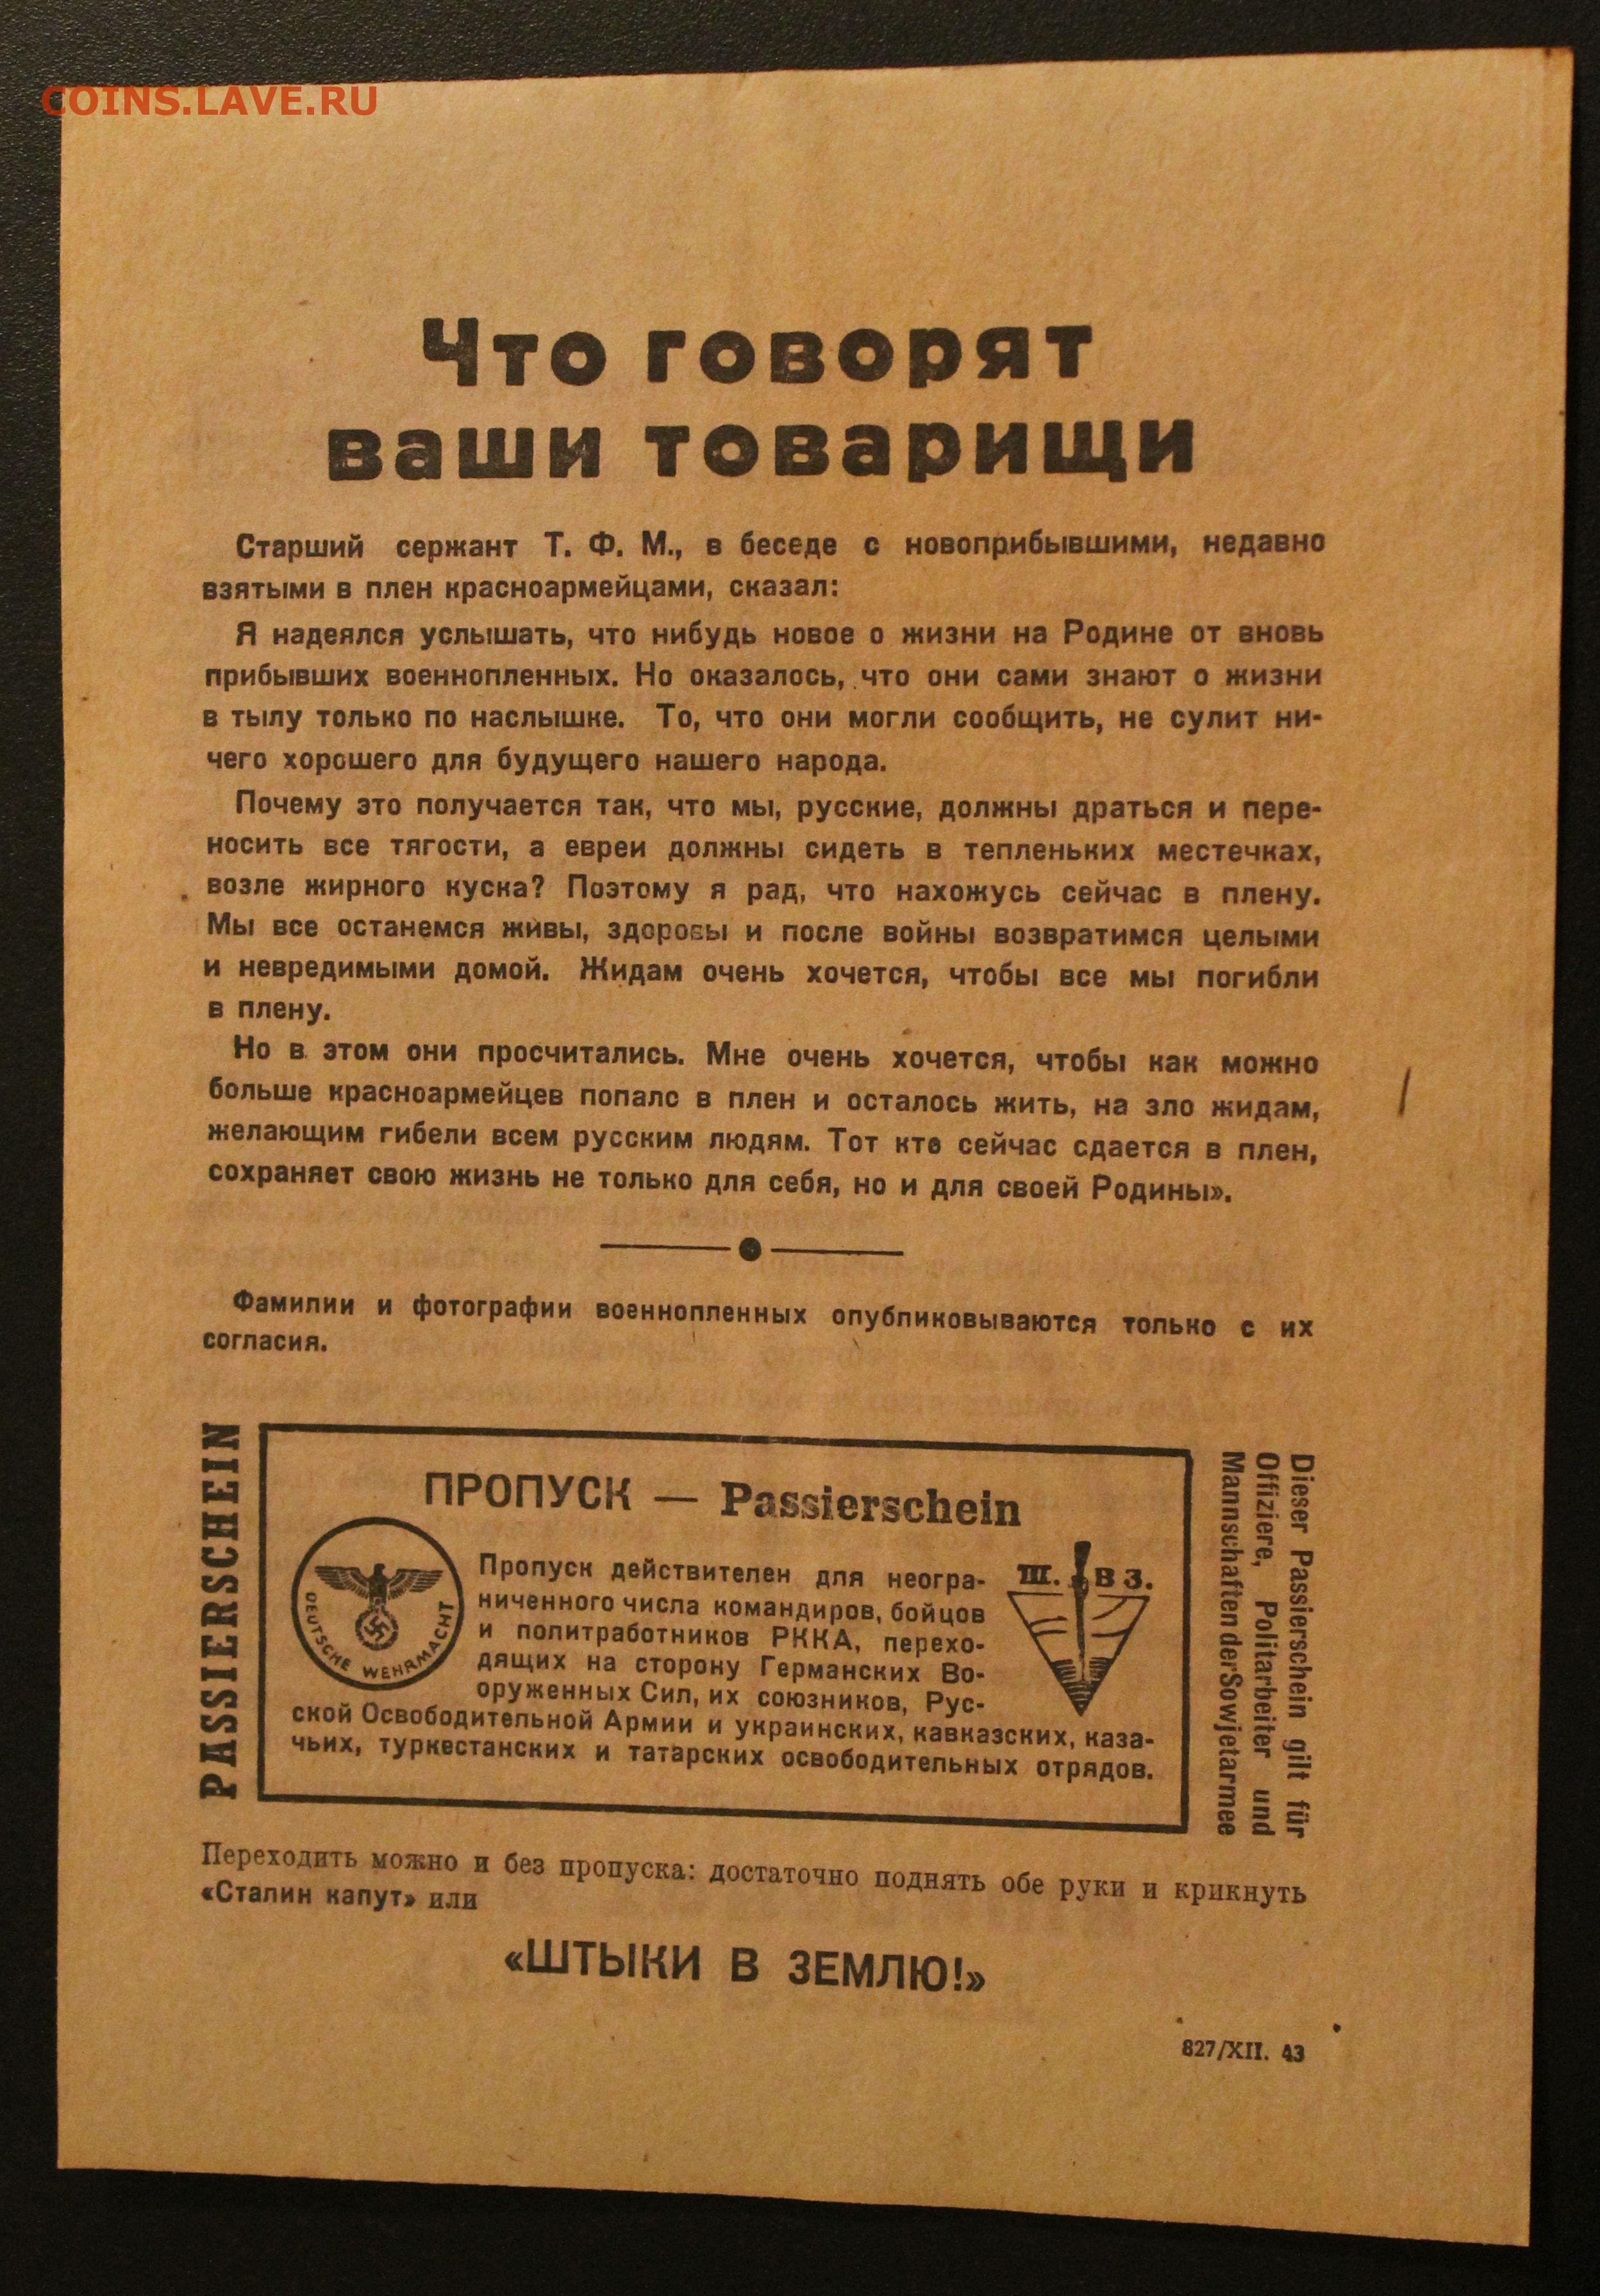 COINS.LAVE.RU
Что говорят
ваши товарищи
Старший сержант Т. Ф. М., в беседе с новоприбывшими, недавно
взятыми в плен красноармейцами, сказал:
Я надеялся услышать, что нибудь новое о жизни на Родине от вновь
прибывших военнопленных. Но оказалось, что они сами знают о жизни
в тылу только по наслышке. То, что они могли сообщить, не сулит ни-
чего хорошего для будущего нашего народа.
Почему это получается так, что мы, русские, должны драться и пере-
носить все тягости, а евреи должны сидеть в тепленьких местечках,
возле жирного куска? Поэтому я рад, что нахожусь сейчас в плену.
Мы все останемся живы, здоровы и после войны возвратимся целыми
и невредимыми домой. Жидам очень хочется, чтобы все мы погибли
в плену.
Но в этом они просчитались. Мне очень хочется, чтобы как можно
больше красноармейцев попало в плен и осталось жить, на зло жидам,
желающим гибели всем русским людям. Тот кто сейчас сдается в плен,
сохраняет свою жизнь не только для себя, но и для своей Родины».
Фамилии и фотографии военнопленных опубликовываются только с их
согласия.
PASSIERSCHEIN
ПРОПУСК — Passierschein
DEUTSCHE WEHRMACHT
Пропуск действителен для неогра-
ниченного числа командиров, бойцов
и политработников РККА, перехо-
дящих на сторону Германских Во-
оруженных Сил, их союзников, Рус-
ской Освободительной Армии и украинских, кавказских, каза-
чьих, туркестанских и татарских освободительных отрядов.
Ш. В З.
Dieser Passierschein gilt für
Offiziere, Politarbeiter und
Mannschaften der Sowjetarmee
Переходить можно и без пропуска: достаточно поднять обе руки и крикнуть
«Сталин капут» или
«ШТЫКИ В ЗЕМЛЮ!»
827/XII. 43